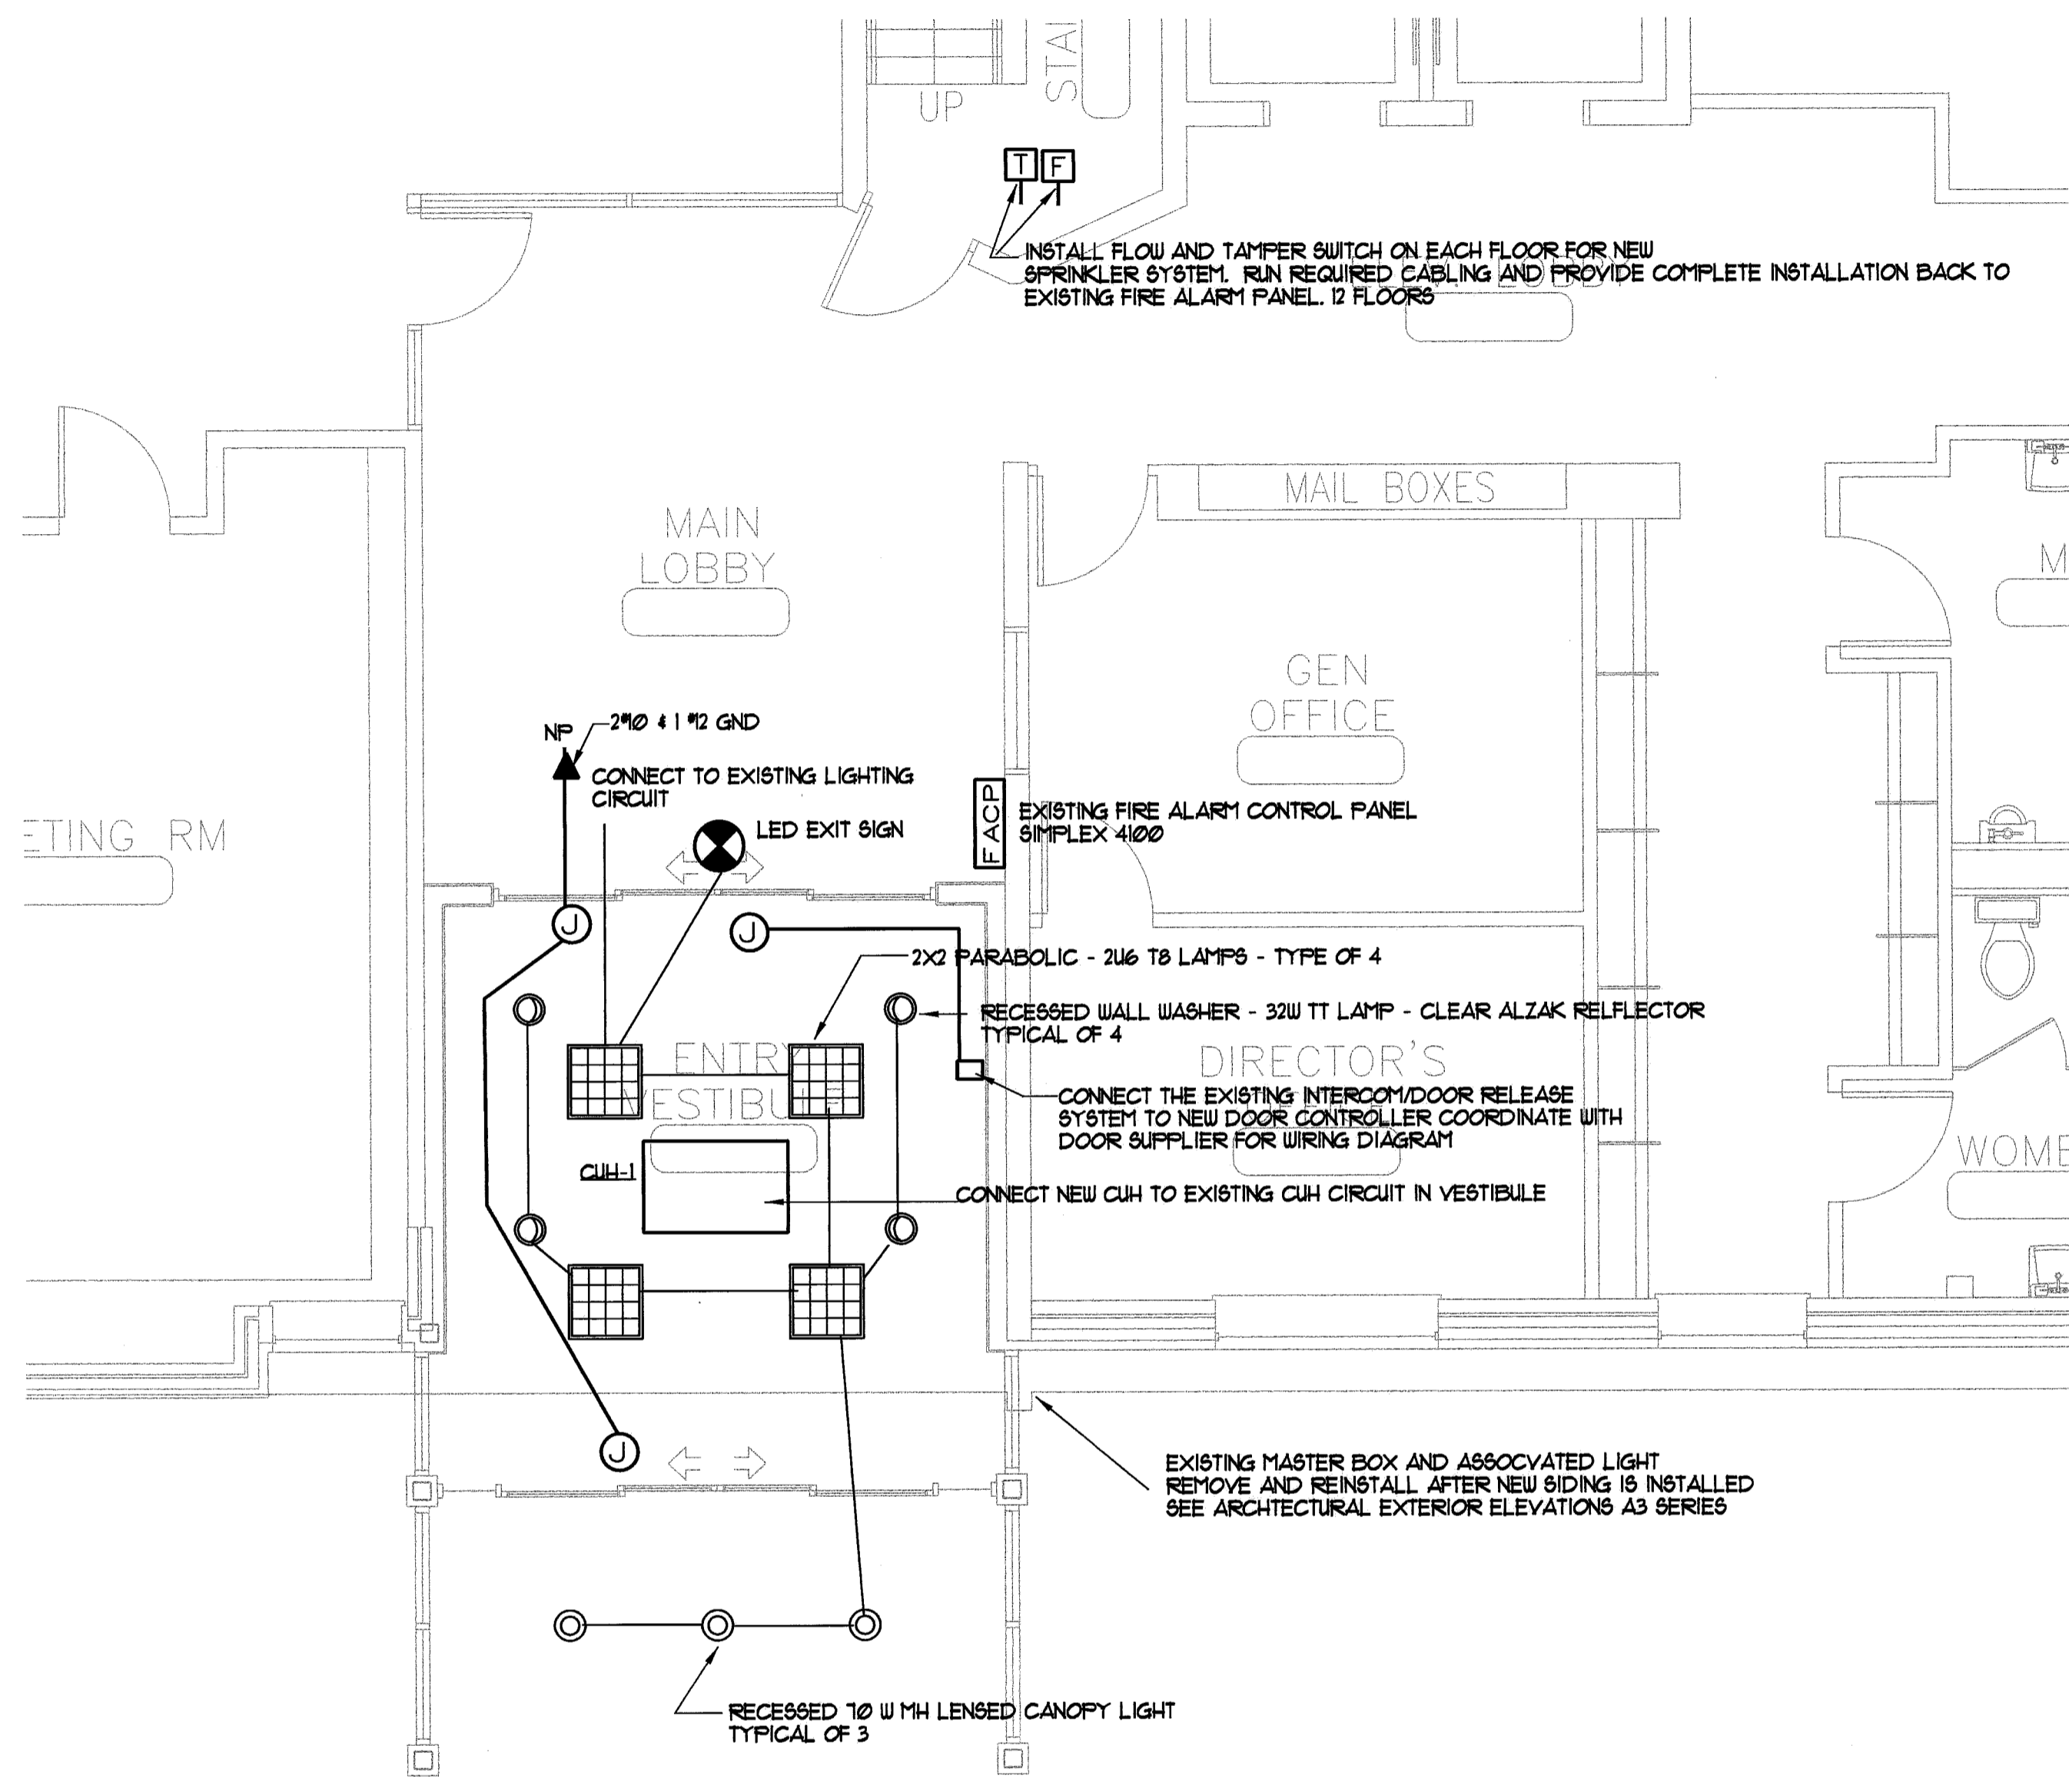 UP
STAI
T F
INSTALL FLOW AND TAMPER SWITCH ON EACH FLOOR FOR NEW
SPRINKLER SYSTEM. RUN REQUIRED CABLING AND PROVIDE COMPLETE INSTALLATION BACK TO
EXISTING FIRE ALARM PANEL. 12 FLOORS
LOBBY
MAIL BOXES
MAIN
LOBBY
M
GEN
OFFICE
NP
2#10 & 1 #12 GND
CONNECT TO EXISTING LIGHTING
CIRCUIT
LED EXIT SIGN
FACP
EXISTING FIRE ALARM CONTROL PANEL
SIMPLEX 4100
ETING RM
J
J
2X2 PARABOLIC - 2U6 T8 LAMPS - TYPE OF 4
RECESSED WALL WASHER - 32W TT LAMP - CLEAR ALZAK RELFLECTOR
TYPICAL OF 4
ENTRY
VESTIBULE
DIRECTOR'S
CONNECT THE EXISTING INTERCOM/DOOR RELEASE
SYSTEM TO NEW DOOR CONTROLLER COORDINATE WITH
DOOR SUPPLIER FOR WIRING DIAGRAM
WOME
CUH-1
CONNECT NEW CUH TO EXISTING CUH CIRCUIT IN VESTIBULE
J
EXISTING MASTER BOX AND ASSOCVATED LIGHT
REMOVE AND REINSTALL AFTER NEW SIDING IS INSTALLED
SEE ARCHTECTURAL EXTERIOR ELEVATIONS A3 SERIES
RECESSED 70 W MH LENSED CANOPY LIGHT
TYPICAL OF 3